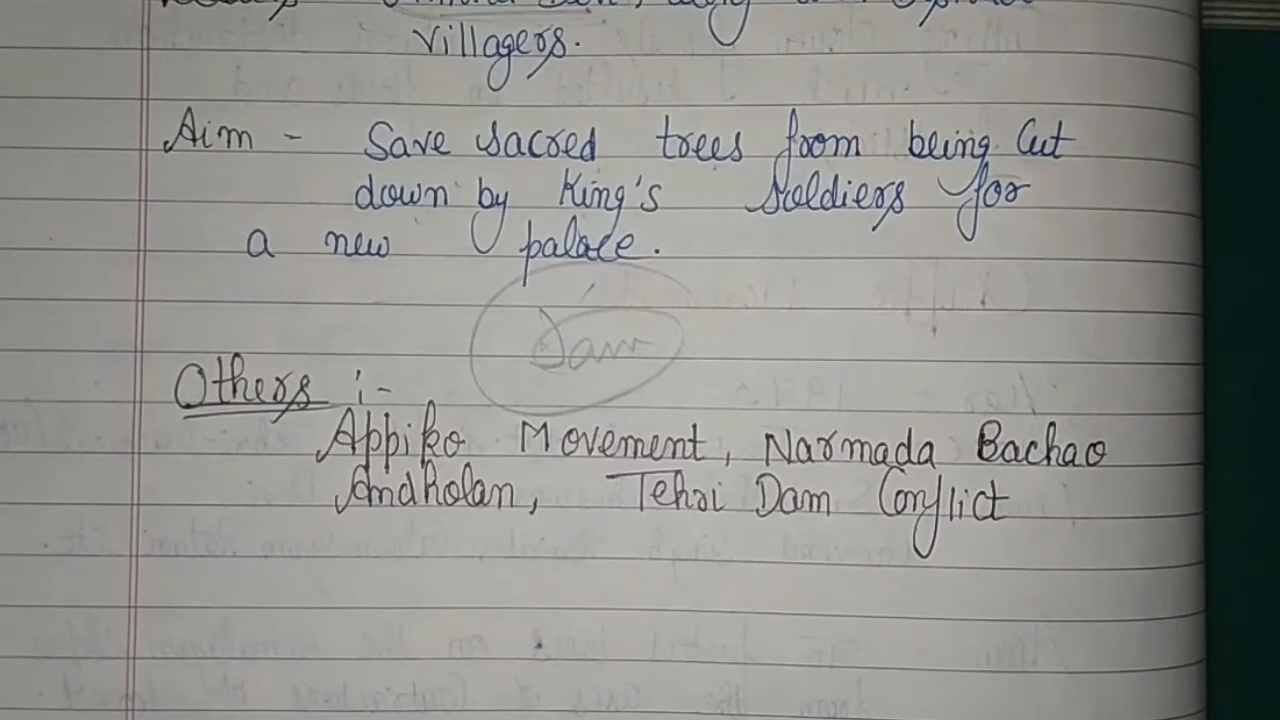 villagers.
Aim - Save sacred trees from being Cut
down by King's soldiers for
a new palace.
Dam
Others :-
Appiko Movement, Narmada Bachao
Andholan, Tehri Dam Conflict